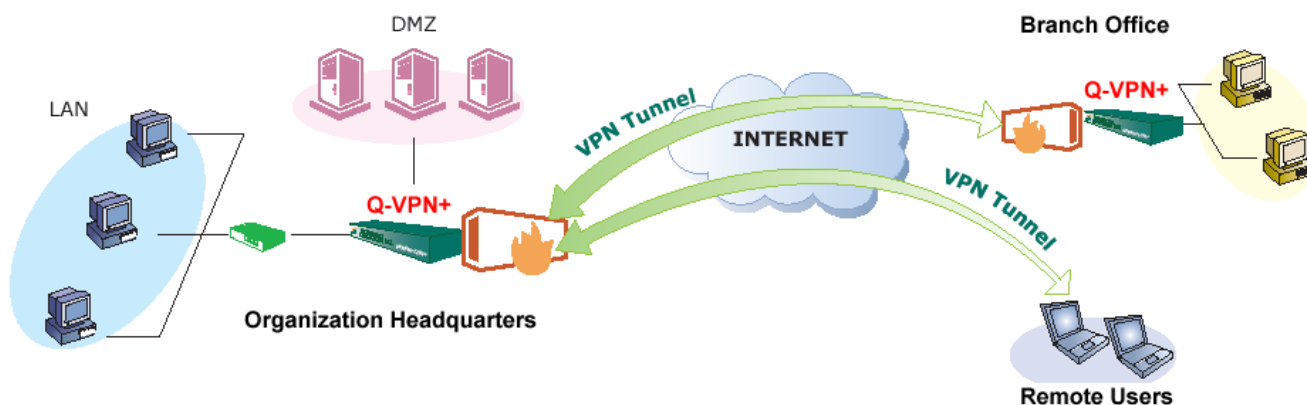 DMZ
Branch Office
LAN
Q-VPN+
VPN Tunnel
INTERNET
VPN Tunnel
Q-VPN+
Organization Headquarters
Remote Users